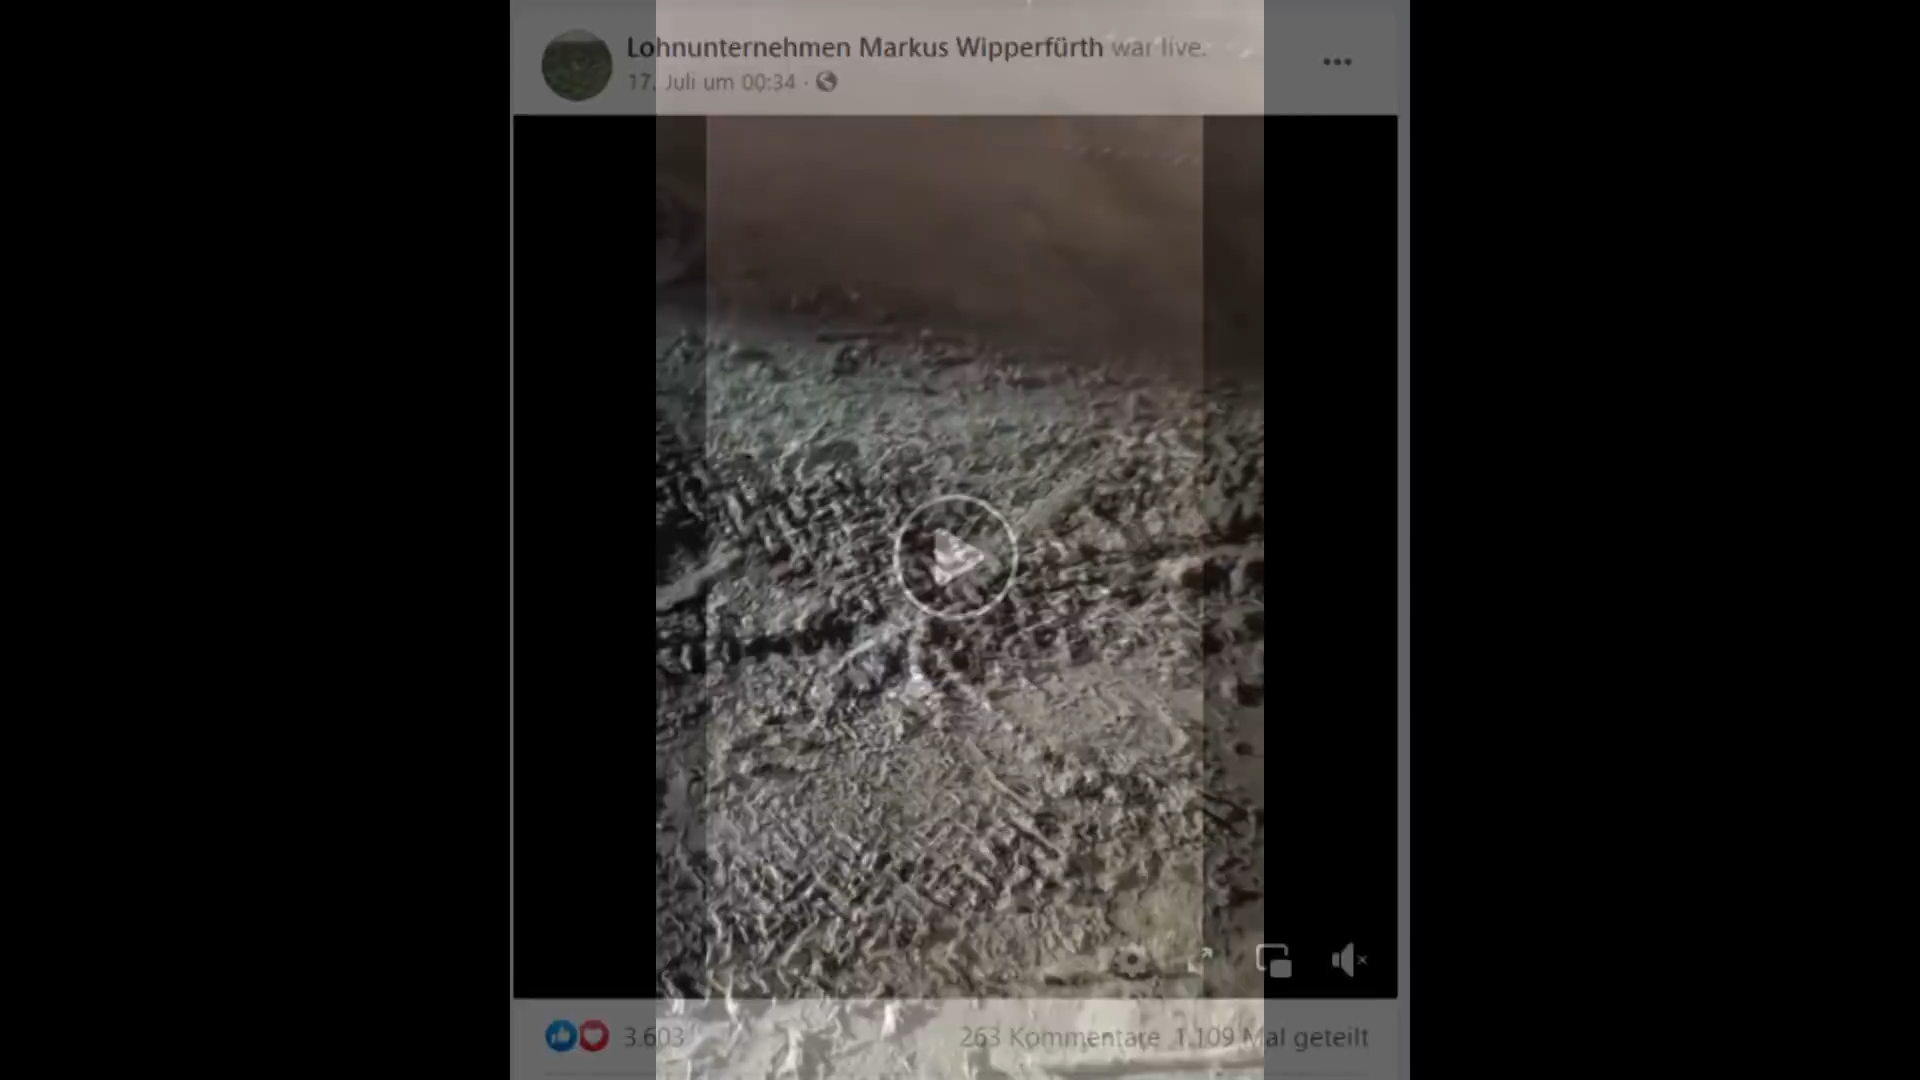 Lohnunternehmen Markus Wipperfürth war live.
17. Juli um 00:34
3.603
263 Kommentare 1.109 Mal geteilt